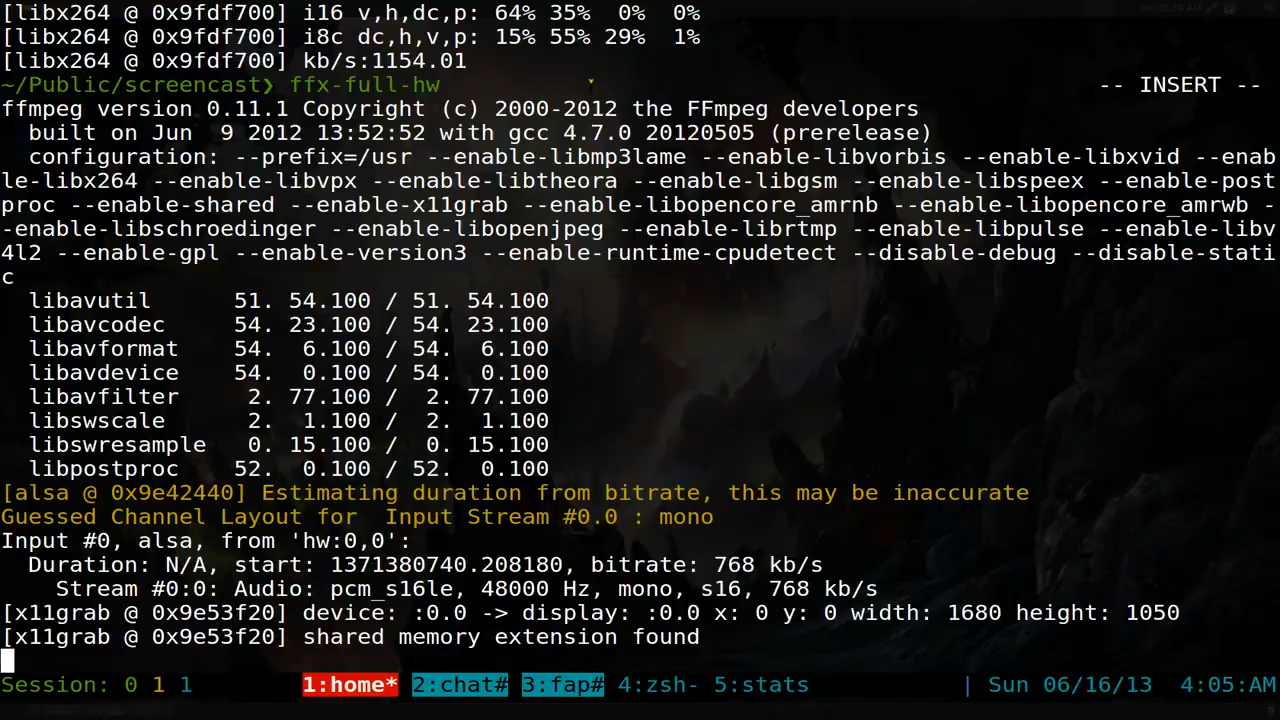 [libx264 @ 0x9fdf700] i16 v,h,dc,p: 64% 35%  0%  0%
[libx264 @ 0x9fdf700] i8c dc,h,v,p: 15% 55% 29%  1%
[libx264 @ 0x9fdf700] kb/s:1154.01
~/Public/screencast❯ ffx-full-hw -- INSERT --
ffmpeg version 0.11.1 Copyright (c) 2000-2012 the FFmpeg developers
  built on Jun  9 2012 13:52:52 with gcc 4.7.0 20120505 (prerelease)
  configuration: --prefix=/usr --enable-libmp3lame --enable-libvorbis --enable-libxvid --enab
le-libx264 --enable-libvpx --enable-libtheora --enable-libgsm --enable-libspeex --enable-post
proc --enable-shared --enable-x11grab --enable-libopencore_amrnb --enable-libopencore_amrwb -
-enable-libschroedinger --enable-libopenjpeg --enable-librtmp --enable-libpulse --enable-libv
4l2 --enable-gpl --enable-version3 --enable-runtime-cpudetect --disable-debug --disable-stati
c
  libavutil      51. 54.100 / 51. 54.100
  libavcodec     54. 23.100 / 54. 23.100
  libavformat    54.  6.100 / 54.  6.100
  libavdevice    54.  0.100 / 54.  0.100
  libavfilter     2. 77.100 /  2. 77.100
  libswscale      2.  1.100 /  2.  1.100
  libswresample   0. 15.100 /  0. 15.100
  libpostproc    52.  0.100 / 52.  0.100
[alsa @ 0x9e42440] Estimating duration from bitrate, this may be inaccurate
Guessed Channel Layout for  Input Stream #0.0 : mono
Input #0, alsa, from 'hw:0,0':
  Duration: N/A, start: 1371380740.208180, bitrate: 768 kb/s
    Stream #0:0: Audio: pcm_s16le, 48000 Hz, mono, s16, 768 kb/s
[x11grab @ 0x9e53f20] device: :0.0 -> display: :0.0 x: 0 y: 0 width: 1680 height: 1050
[x11grab @ 0x9e53f20] shared memory extension found
Session: 0 1 1 1:home* 2:chat# 3:fap# 4:zsh- 5:stats | Sun 06/16/13  4:05AM